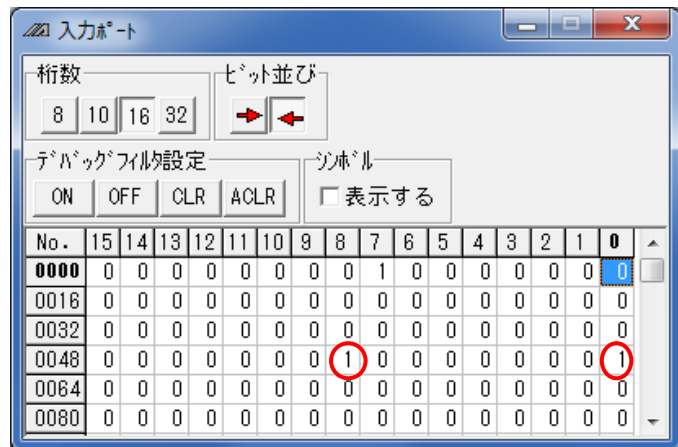 入力ﾎﾟｰﾄ
桁数 ﾋﾞｯﾄ並び
8 10 16 32
ﾃﾞﾊﾞｯｸﾞﾌｨﾙﾀ設定 ｼﾝﾎﾞﾙ
ON OFF CLR ACLR 表示する
No. 15 14 13 12 11 10 9 8 7 6 5 4 3 2 1 0
0000 0 0 0 0 0 0 0 0 1 0 0 0 0 0 0 0
0016 0 0 0 0 0 0 0 0 0 0 0 0 0 0 0 0
0032 0 0 0 0 0 0 0 0 0 0 0 0 0 0 0 0
0048 0 0 0 0 0 0 0 1 0 0 0 0 0 0 0 1
0064 0 0 0 0 0 0 0 0 0 0 0 0 0 0 0 0
0080 0 0 0 0 0 0 0 0 0 0 0 0 0 0 0 0